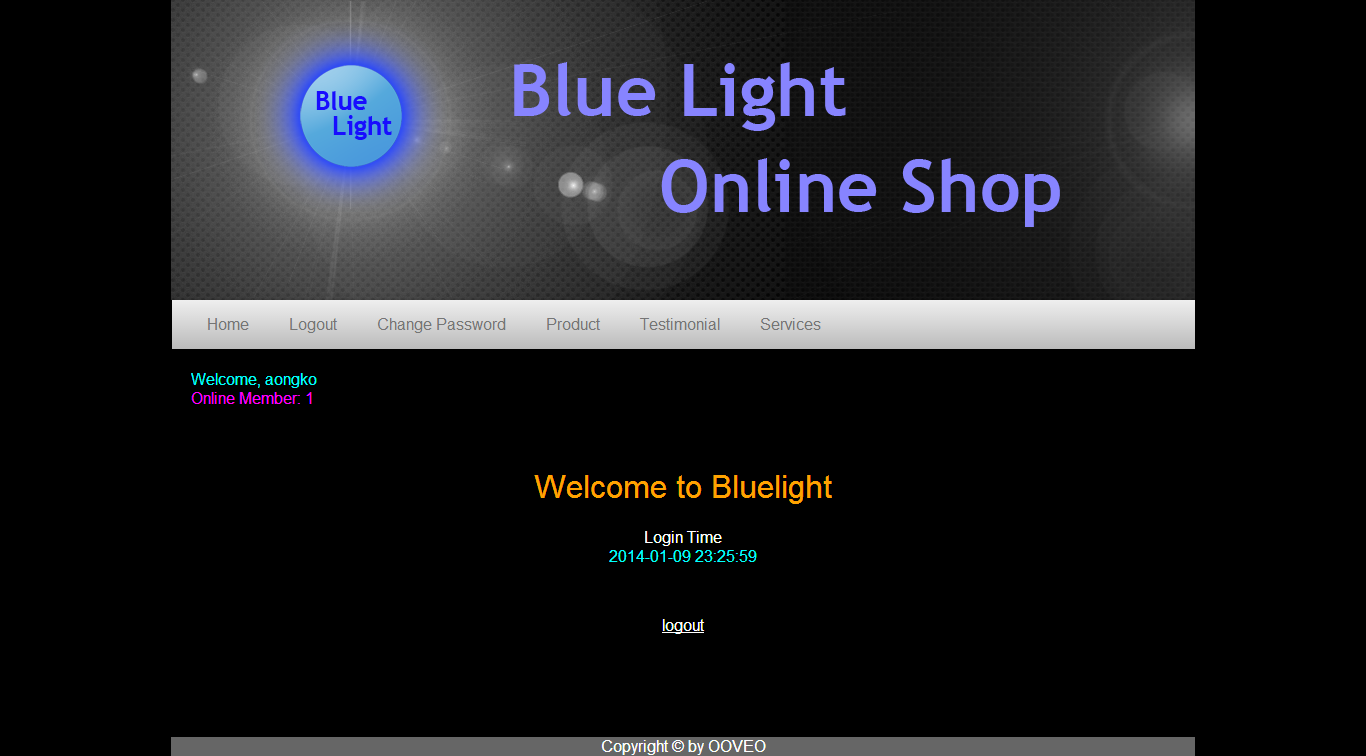 Blue
Light
Blue Light
Online Shop
Home Logout Change Password Product Testimonial Services
Welcome, aongko
Online Member: 1
Welcome to Bluelight
Login Time
2014-01-09 23:25:59
logout
Copyright © by OOVEO